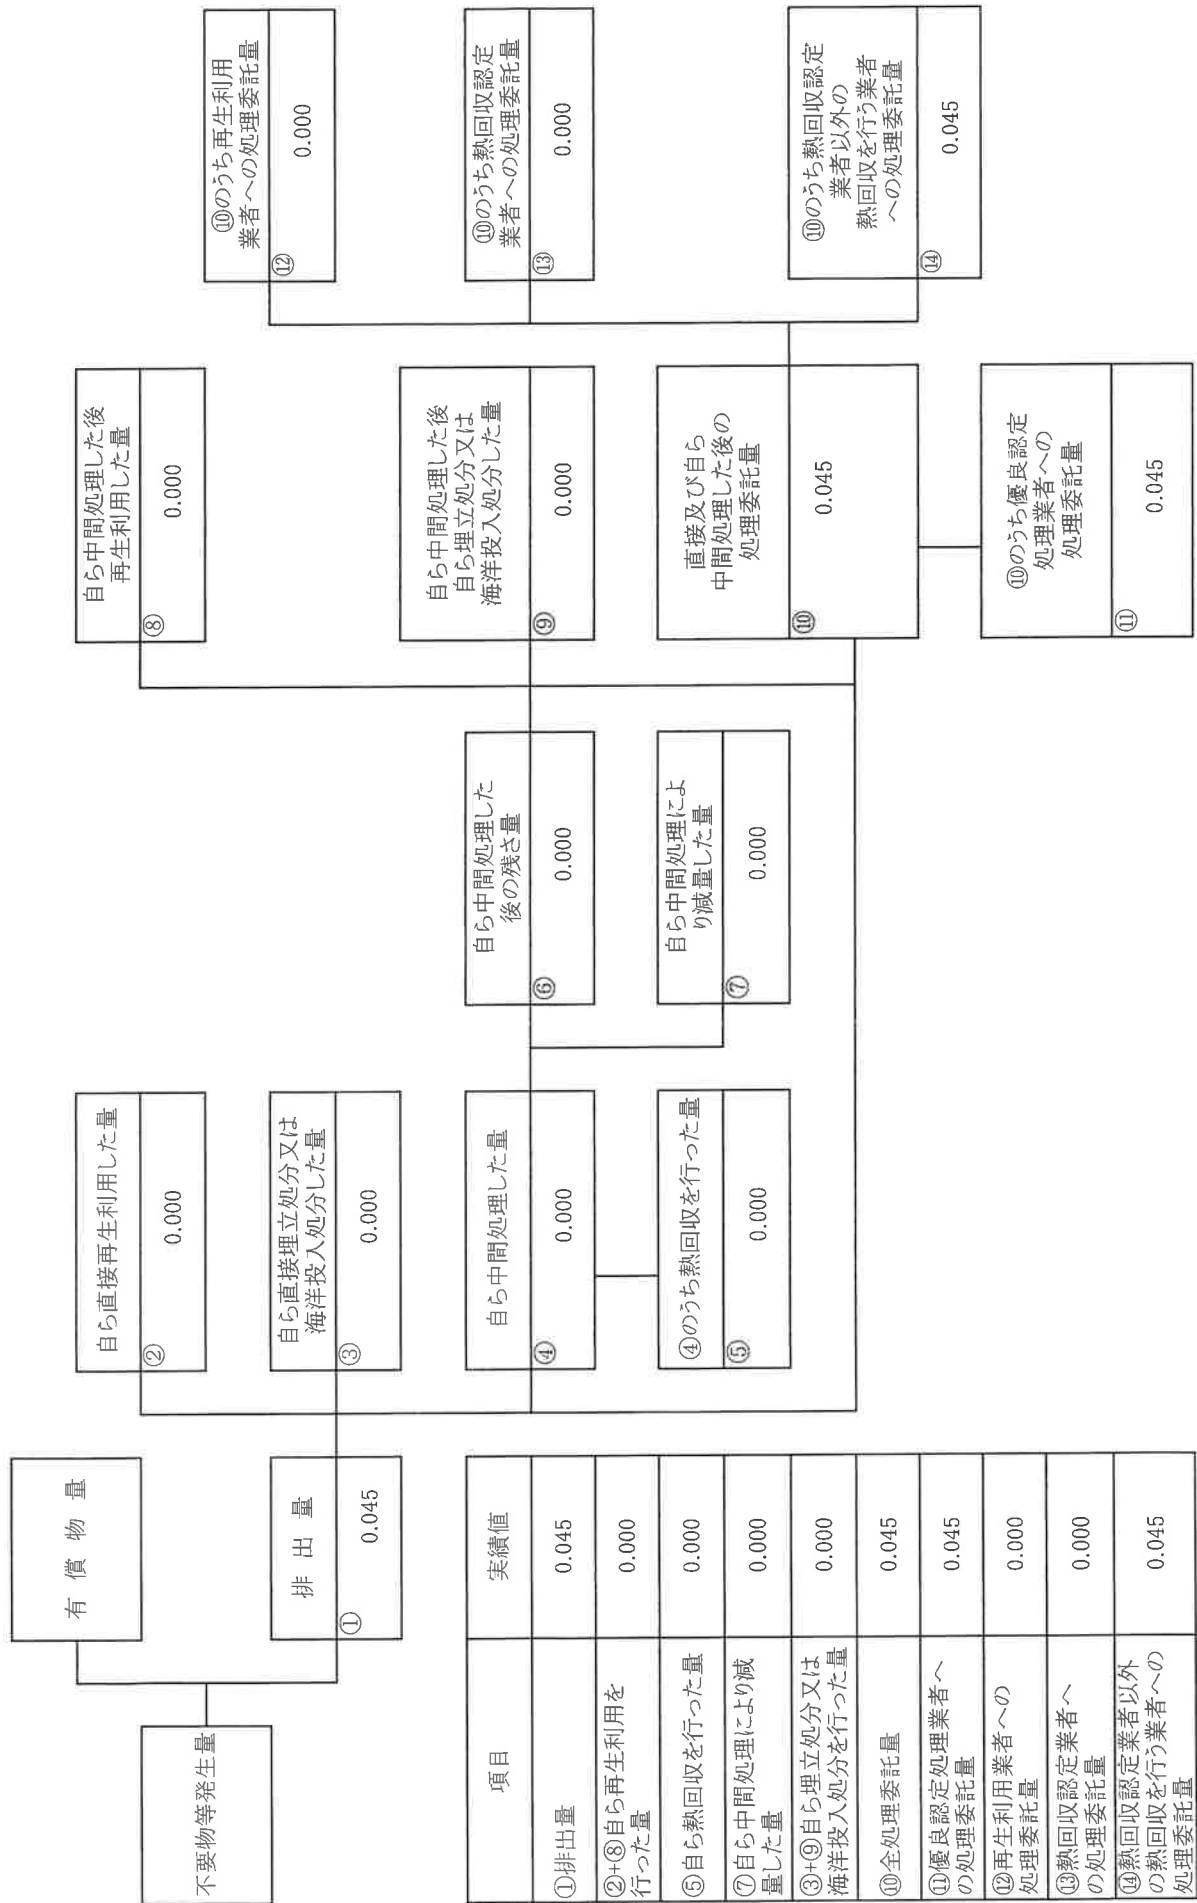 不要物等発生量
有償物量
排出量
①
0.045
自ら直接再生利用した量
②
0.000
自ら直接埋立処分又は
海洋投入処分した量
③
0.000
自ら中間処理した量
④
0.000
④のうち熱回収を行った量
⑤
0.000
自ら中間処理した
後の残さ量
⑥
0.000
自ら中間処理によ
り減量した量
⑦
0.000
自ら中間処理した後
再生利用した量
⑧
0.000
自ら中間処理した後
自ら埋立処分又は
海洋投入処分した量
⑨
0.000
直接及び自ら
中間処理した後の
処理委託量
⑩
0.045
⑩のうち優良認定
処理業者への
処理委託量
⑪
0.045
⑩のうち再生利用
業者への処理委託量
⑫
0.000
⑩のうち熱回収認定
業者への処理委託量
⑬
0.000
⑩のうち熱回収認定
業者以外の
熱回収を行う業者
への処理委託量
⑭
0.045
項目 実績値
①排出量 0.045
②+⑧自ら再生利用を
行った量 0.000
⑤自ら熱回収を行った量 0.000
⑦自ら中間処理により減
量した量 0.000
③+⑨自ら埋立処分又は
海洋投入処分を行った量 0.000
⑩全処理委託量 0.045
⑪優良認定処理業者へ
の処理委託量 0.045
⑫再生利用業者への
処理委託量 0.000
⑬熱回収認定業者へ
の処理委託量 0.000
⑭熱回収認定業者以外
の熱回収を行う業者への
処理委託量 0.045